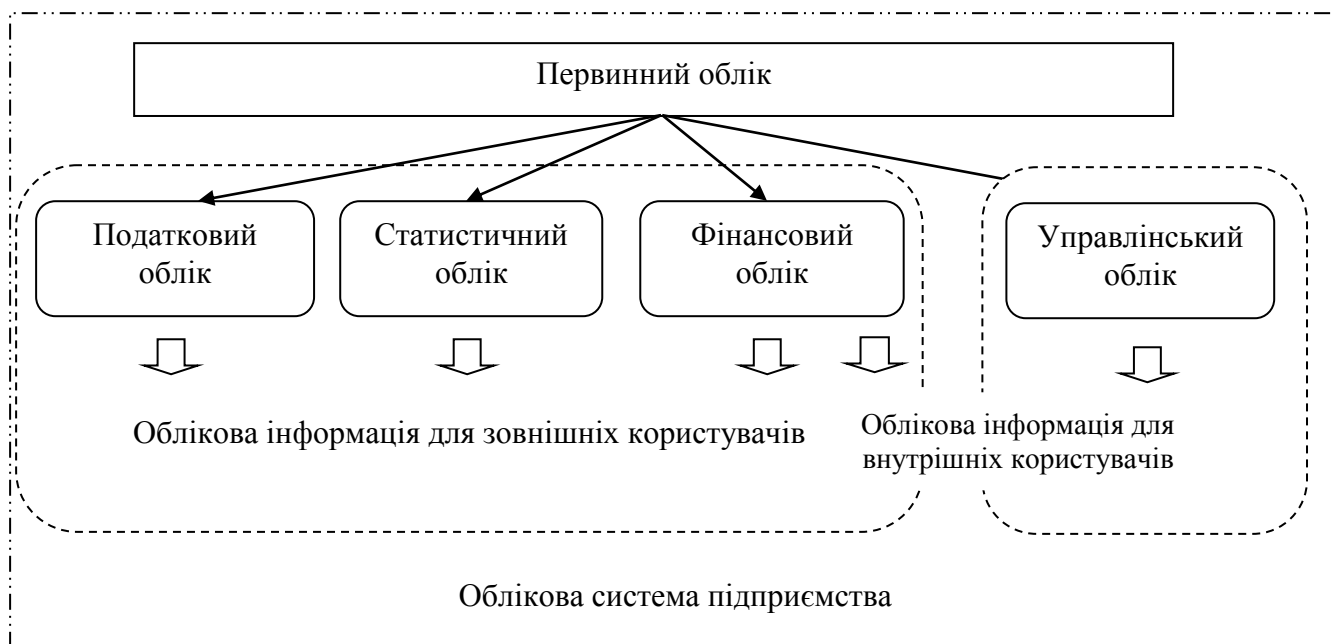 Первинний облік
Податковий
облік
Статистичний
облік
Фінансовий
облік
Управлінський
облік
Облікова інформація для зовнішніх користувачів
Облікова інформація для
внутрішніх користувачів
Облікова система підприємства